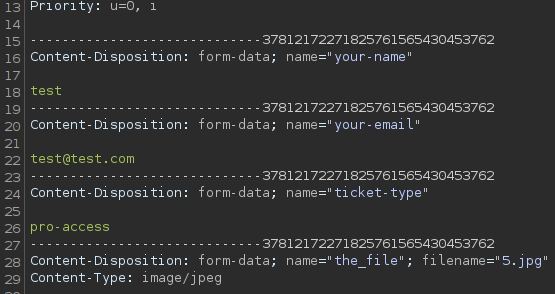 13 Priority: u=0, i
14
15 -----------------------------37812172271825761565430453762
16 Content-Disposition: form-data; name="your-name"
17
18 test
19 -----------------------------37812172271825761565430453762
20 Content-Disposition: form-data; name="your-email"
21
22 test@test.com
23 -----------------------------37812172271825761565430453762
24 Content-Disposition: form-data; name="ticket-type"
25
26 pro-access
27 -----------------------------37812172271825761565430453762
28 Content-Disposition: form-data; name="the_file"; filename="5.jpg"
29 Content-Type: image/jpeg